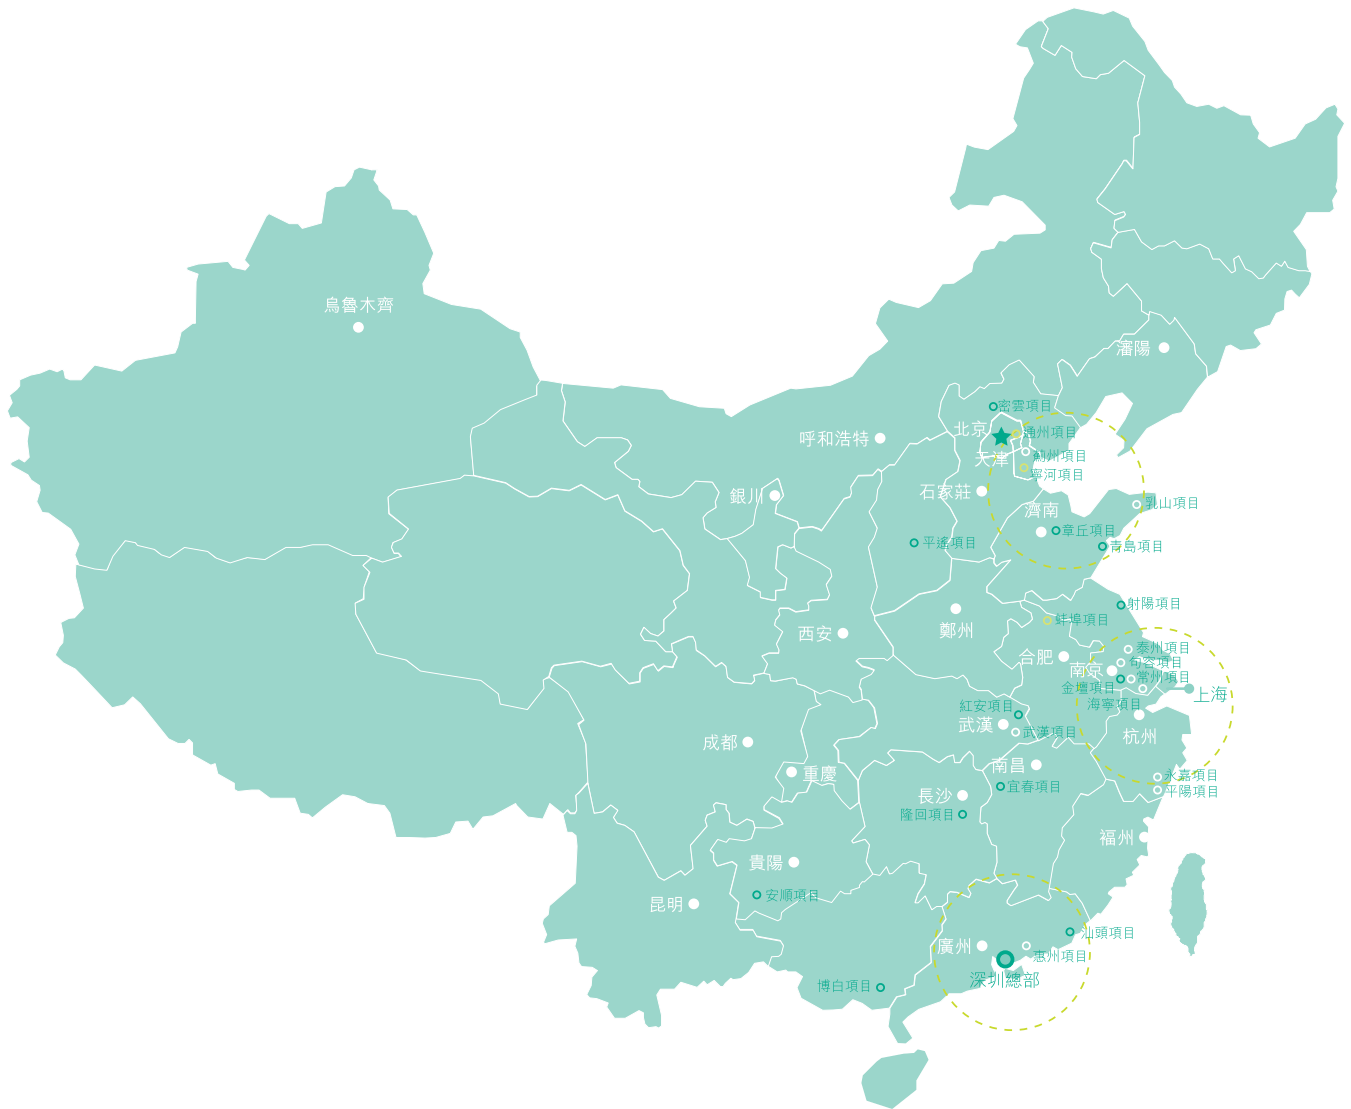 烏魯木齊
瀋陽
密雲項目
北京
通州項目
呼和浩特
天津
薊州項目
寧河項目
石家莊
銀川
乳山項目
濟南
章丘項目
平遙項目
青島項目
射陽項目
蚌埠項目
鄭州
西安
泰州項目
合肥
句容項目
南京
常州項目
金壇項目
上海
海寧項目
紅安項目
武漢
武漢項目
杭州
成都
南昌
重慶
永嘉項目
宜春項目
平陽項目
長沙
隆回項目
福州
貴陽
安順項目
昆明
汕頭項目
廣州
惠州項目
深圳總部
博白項目